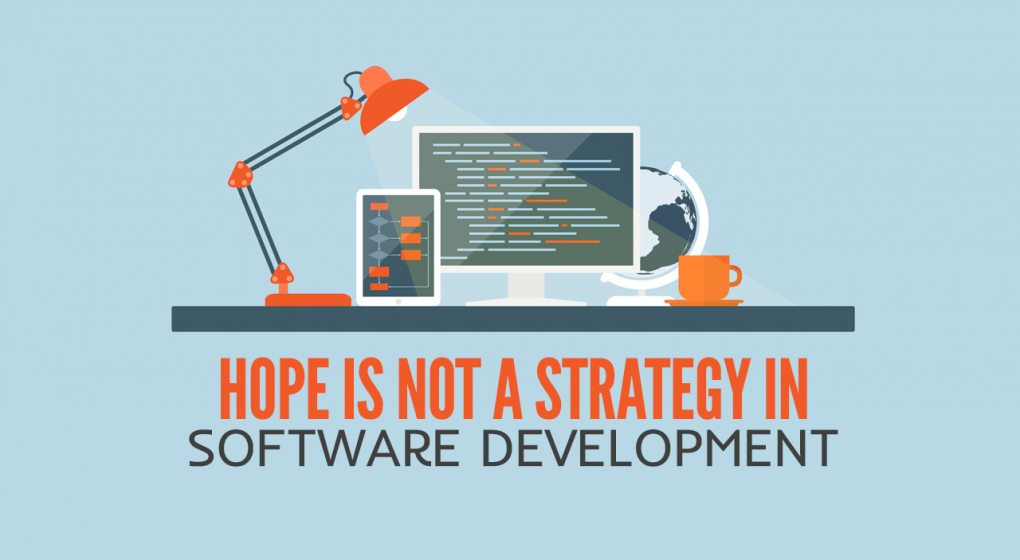 HOPE IS NOT A STRATEGY IN
SOFTWARE DEVELOPMENT